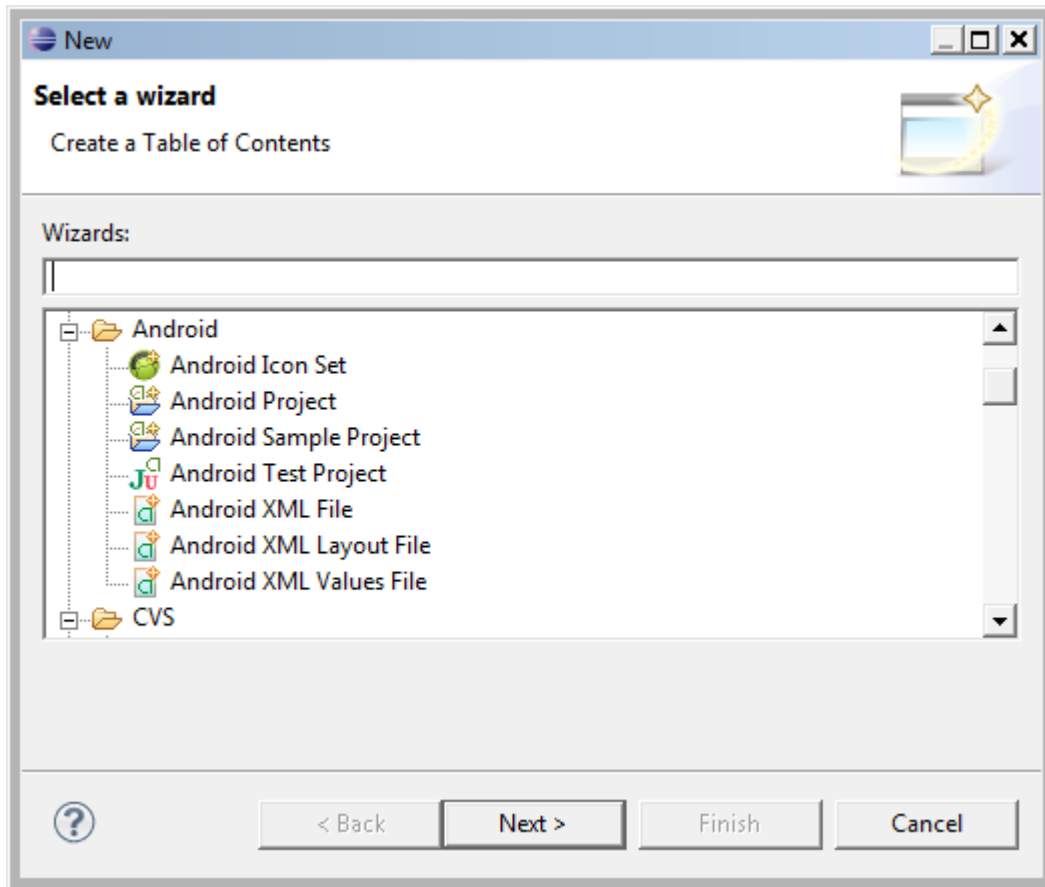 New
Select a wizard
Create a Table of Contents
Wizards:
Android
Android Icon Set
Android Project
Android Sample Project
Android Test Project
Android XML File
Android XML Layout File
Android XML Values File
CVS
< Back Next > Finish Cancel